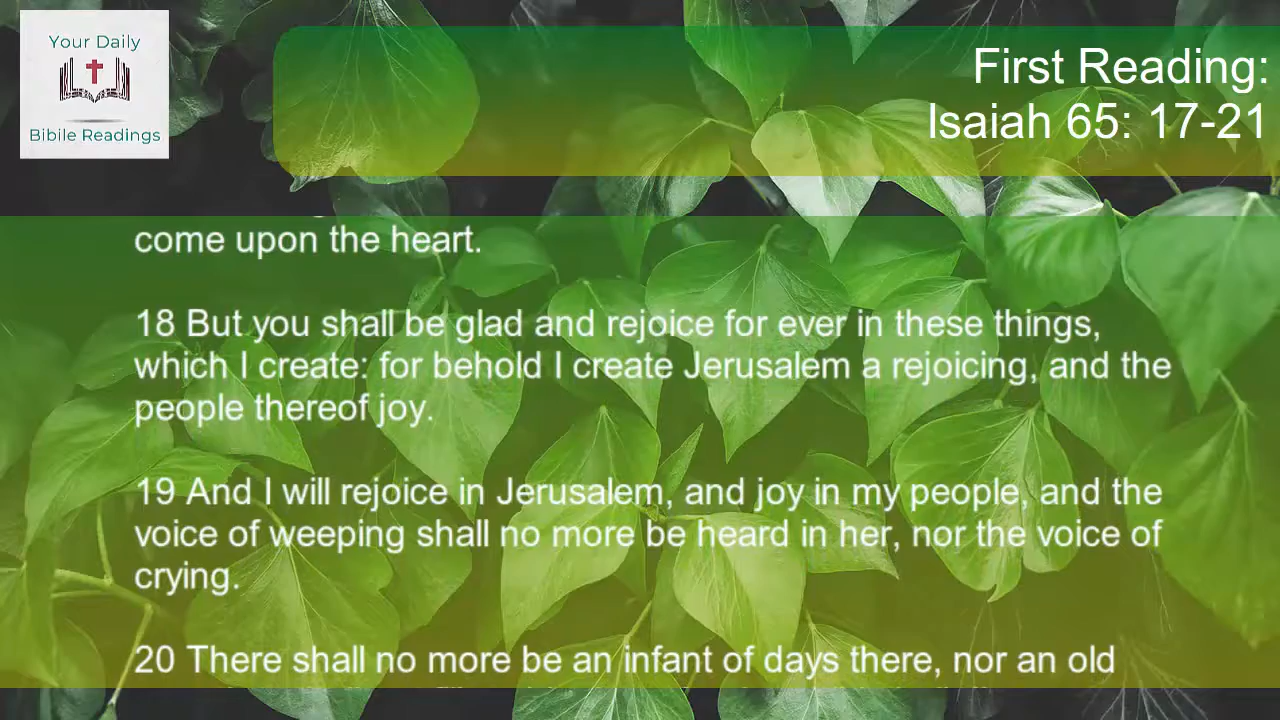 Your Daily
Bibile Readings
First Reading:
Isaiah 65: 17-21
come upon the heart.
18 But you shall be glad and rejoice for ever in these things,
which I create: for behold I create Jerusalem a rejoicing, and the
people thereof joy.
19 And I will rejoice in Jerusalem, and joy in my people, and the
voice of weeping shall no more be heard in her, nor the voice of
crying.
20 There shall no more be an infant of days there, nor an old